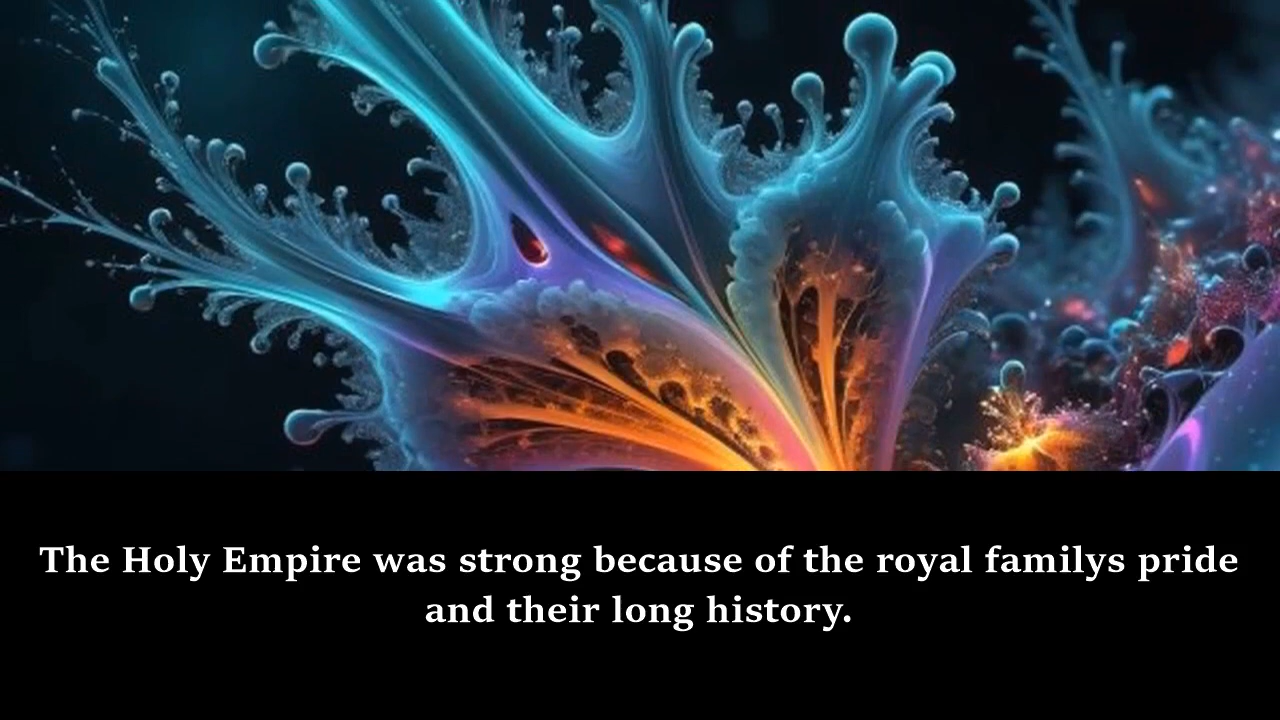 The Holy Empire was strong because of the royal familys pride
and their long history.